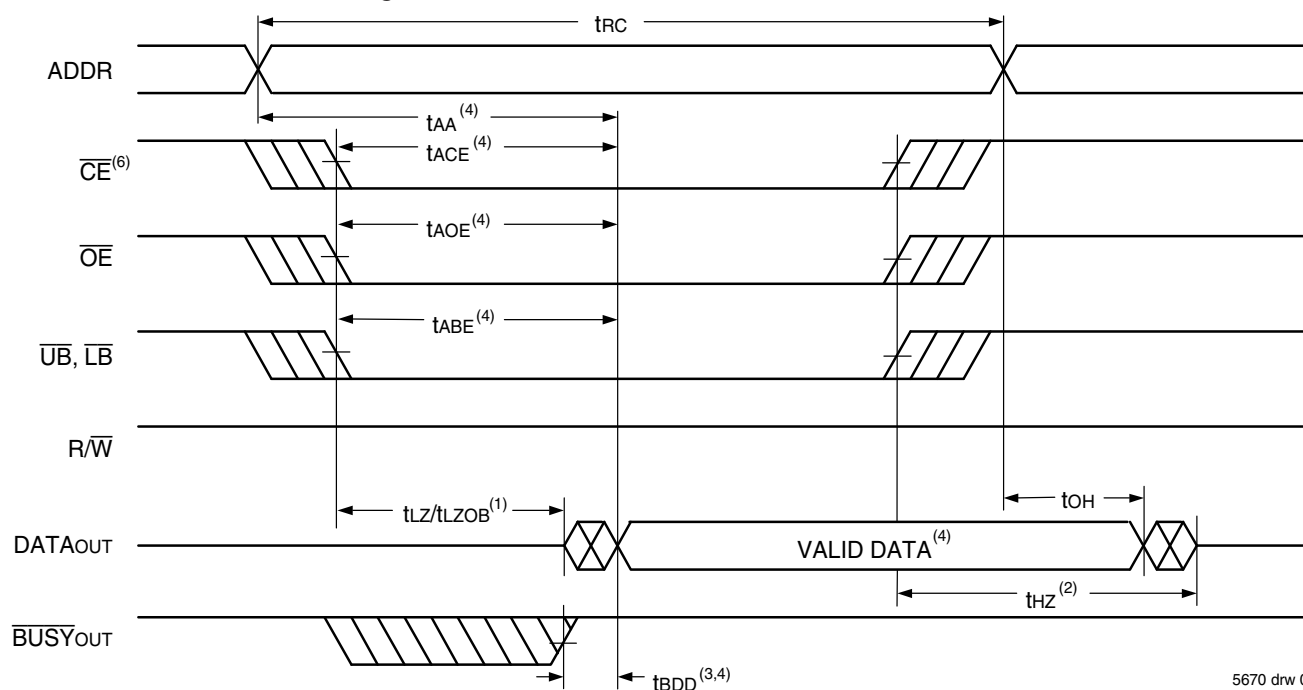 tRC
ADDR
tAA(4)
tACE(4)
CE(6)
tAOE(4)
OE
tABE(4)
UB, LB
R/W
tLZ/tLZOB(1)
tOH
DATAOUT
VALID DATA(4)
tHZ(2)
BUSYOUT
tBDD(3,4)
5670 drw 0